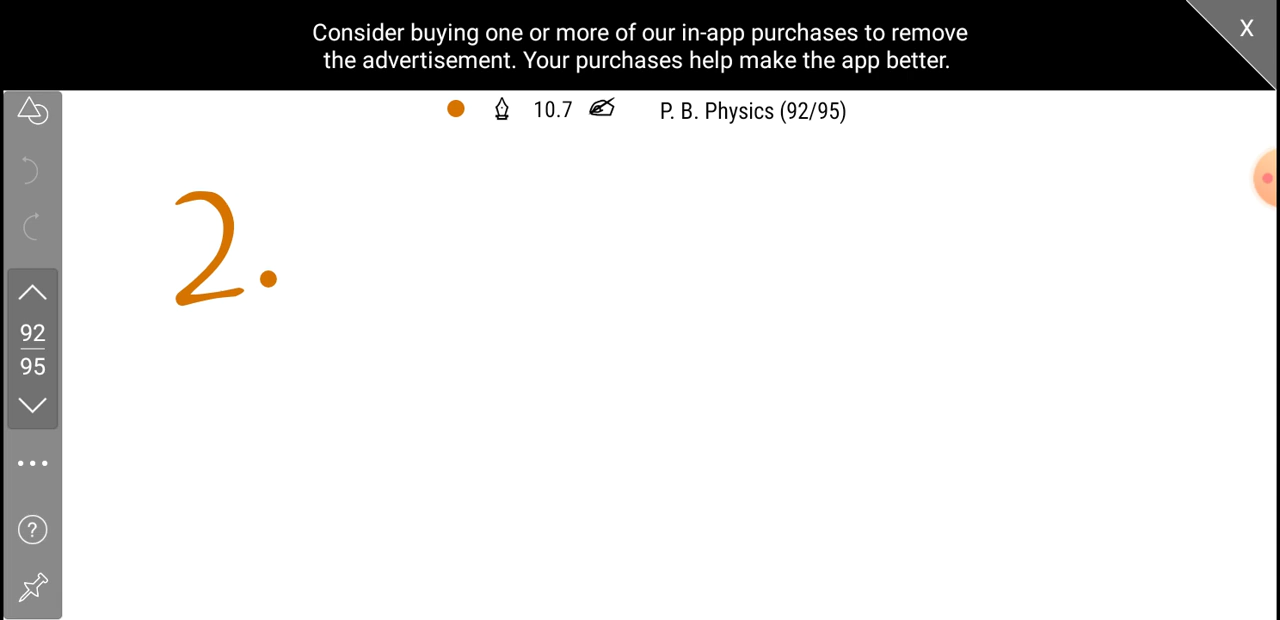 Consider buying one or more of our in-app purchases to remove
the advertisement. Your purchases help make the app better.
X
10.7 P. B. Physics (92/95)
2.
92
95
?